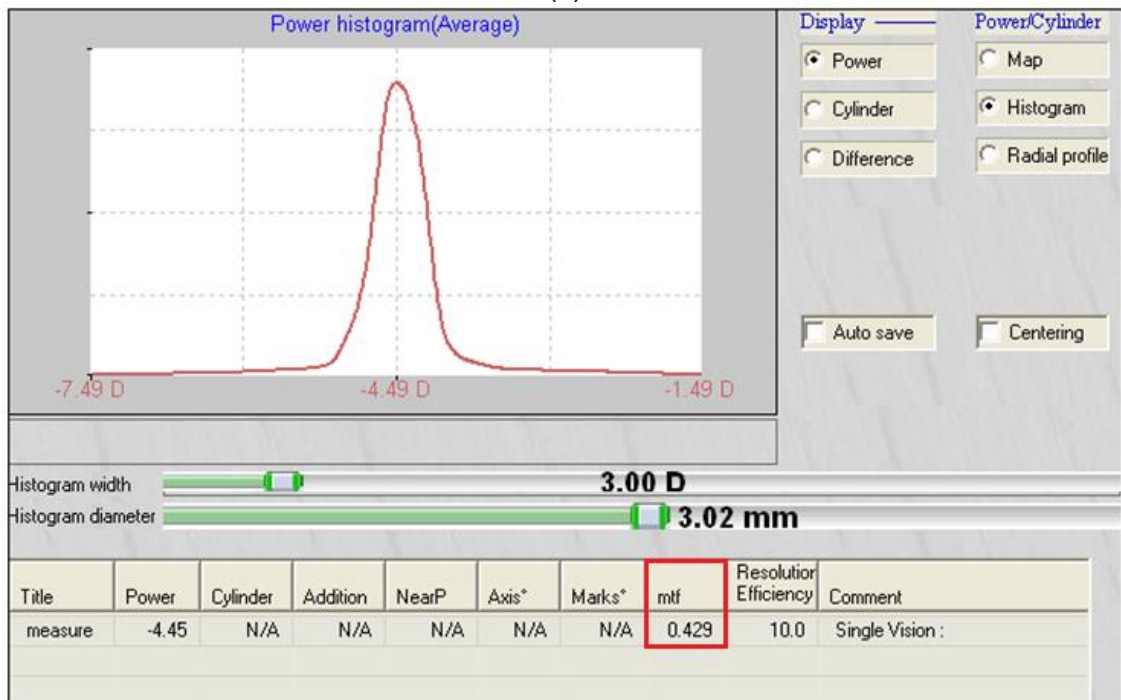 Power histogram(Average)
-7.49 D -4.49 D -1.49 D
Display Power/Cylinder
Power Map
Cylinder Histogram
Difference Radial profile
Auto save Centering
Histogram width 3.00 D
Histogram diameter 3.02 mm
Title Power Cylinder Addition NearP Axis° Marks° mtf Resolution Efficiency Comment
measure -4.45 N/A N/A N/A N/A N/A 0.429 10.0 Single Vision :